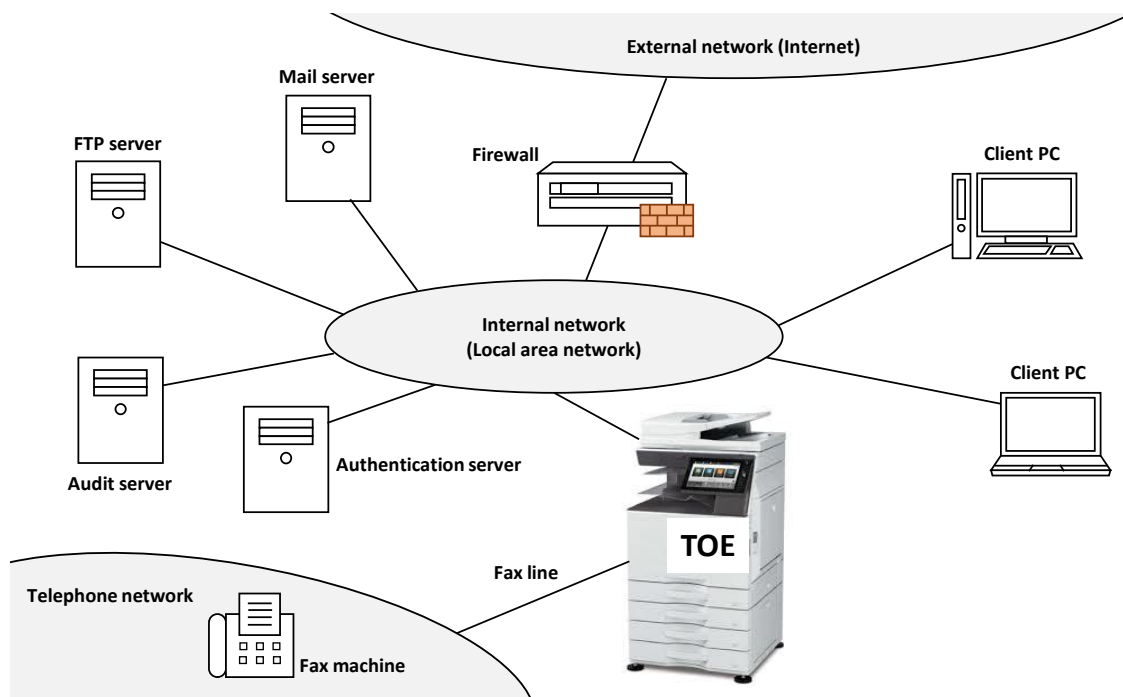 External network (Internet)
Mail server
FTP server
Firewall
Client PC
Internal network
(Local area network)
Client PC
Audit server
Authentication server
TOE
Fax line
Telephone network
Fax machine